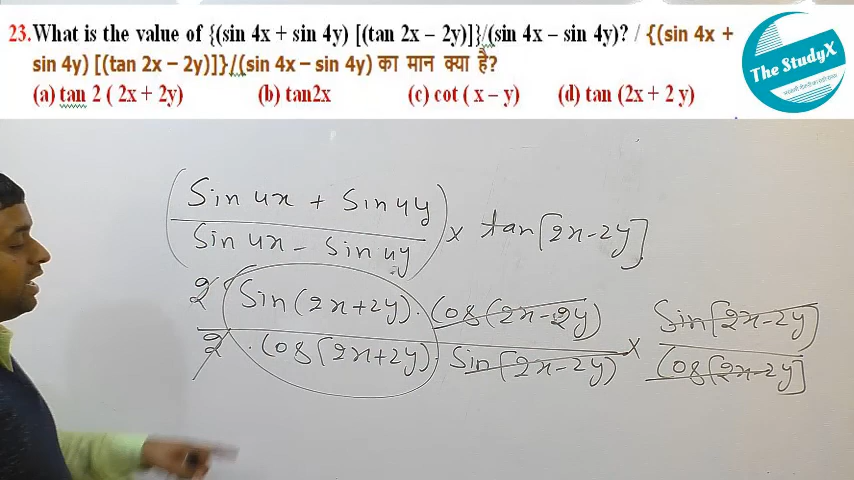 23.What is the value of {(sin 4x + sin 4y) [(tan 2x – 2y)]}/(sin 4x – sin 4y)? / {(sin 4x +
sin 4y) [(tan 2x – 2y)]}/(sin 4x – sin 4y) का मान क्या है?
(a) tan 2 ( 2x + 2y) (b) tan2x (c) cot ( x – y) (d) tan (2x + 2 y)
The StudyX
(Sin 4x + Sin 4y)
(Sin 4x - Sin 4y) × tan[2x-2y]
2 Sin(2x+2y) · Cos(2x-2y) Sin[2x-2y)
2 · Cos(2x+2y) · Sin(2x-2y) × Cos[2x-2y]